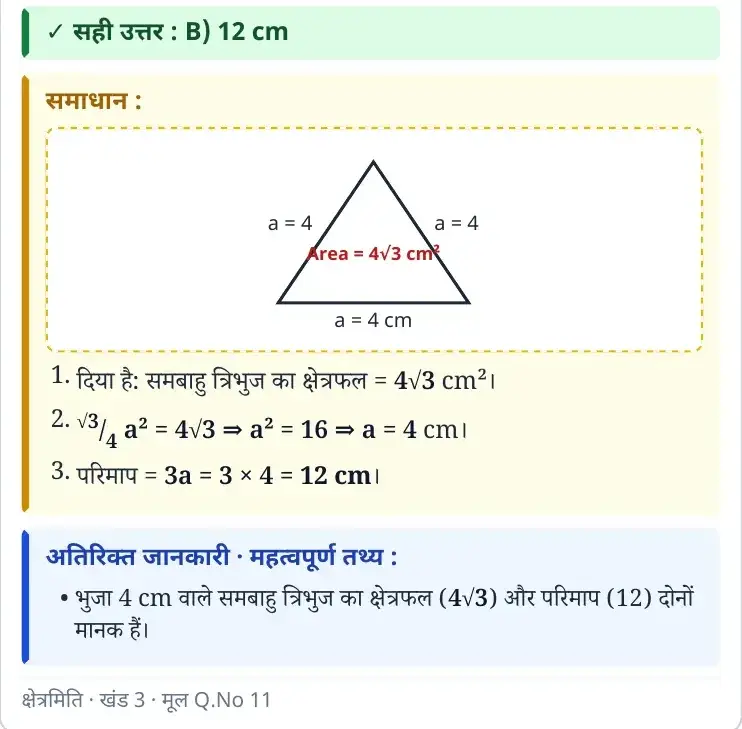 ✓ सही उत्तर : B) 12 cm
समाधान :
a = 4
a = 4
Area = 4√3 cm²
a = 4 cm
1. दिया है: समबाहु त्रिभुज का क्षेत्रफल = 4√3 cm²।
2. √3/4 a² = 4√3 ⇒ a² = 16 ⇒ a = 4 cm।
3. परिमाप = 3a = 3 × 4 = 12 cm।
अतिरिक्त जानकारी · महत्वपूर्ण तथ्य :
• भुजा 4 cm वाले समबाहु त्रिभुज का क्षेत्रफल (4√3) और परिमाप (12) दोनों
मानक हैं।
क्षेत्रमिति · खंड 3 · मूल Q.No 11